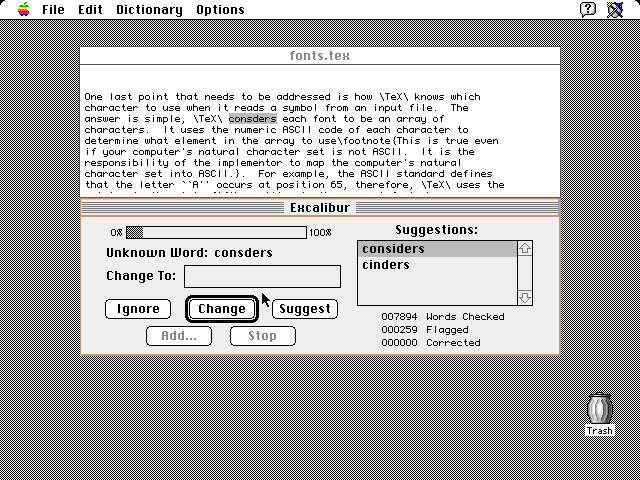 File Edit Dictionary Options
fonts.tex
One last point that needs to be addressed is how \TeX\ knows which
character to use when it reads a symbol from an input file. The
answer is simple, \TeX\ consders each font to be an array of
characters. It uses the numeric ASCII code of each character to
determine what element in the array to use\footnote{This is true even
if your computer's natural character set is not ASCII. It is the
responsibility of the implementor to map the computer's natural
character set into ASCII.}. For example, the ASCII standard defines
that the letter ``A'' occurs at position 65, therefore, \TeX\ uses the
Excalibur
0% 100%
Unknown Word: consders
Change To:
Ignore Change Suggest
Add... Stop
Suggestions:
considers
cinders
007894 Words Checked
000259 Flagged
000000 Corrected
Trash